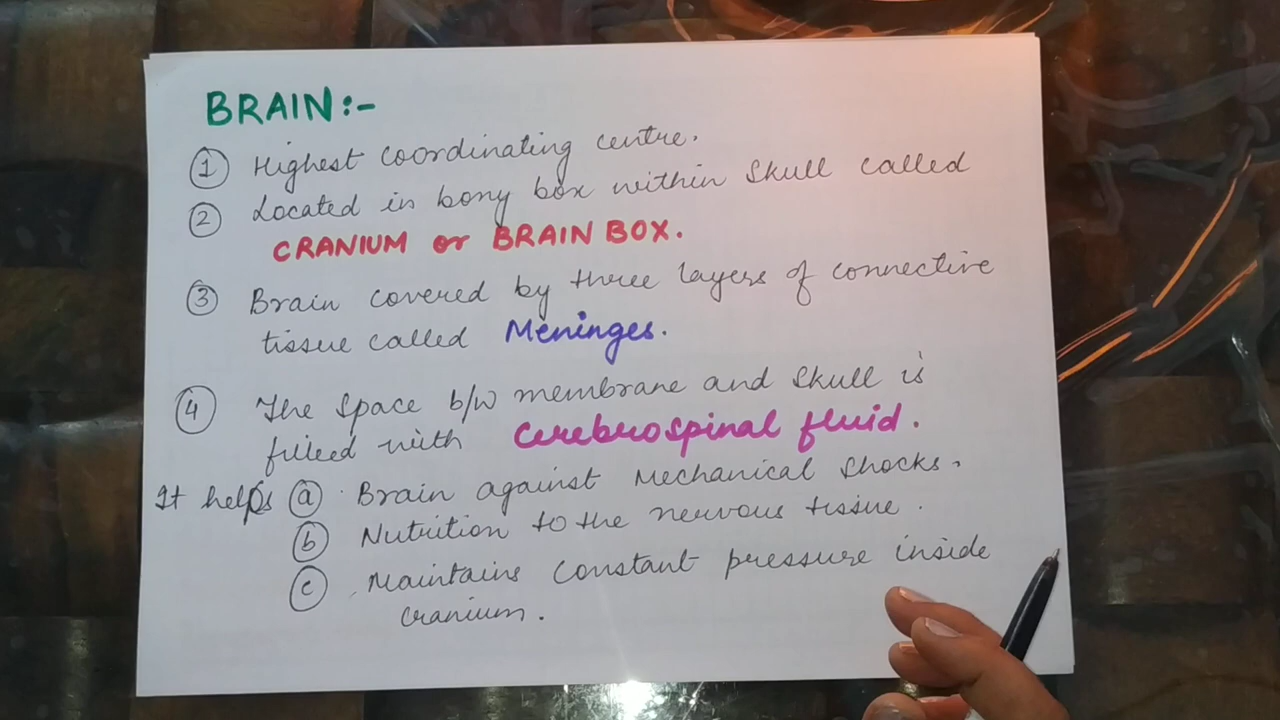 BRAIN:-
① Highest coordinating centre.
② Located in bony box within skull called
CRANIUM or BRAIN BOX.
③ Brain covered by three layers of connective
tissue called Meninges.
④ The space b/w membrane and skull is
filled with Cerebrospinal fluid.
It helps ⓐ Brain against Mechanical shocks.
ⓑ Nutrition to the nervous tissue.
ⓒ Maintains constant pressure inside
cranium.